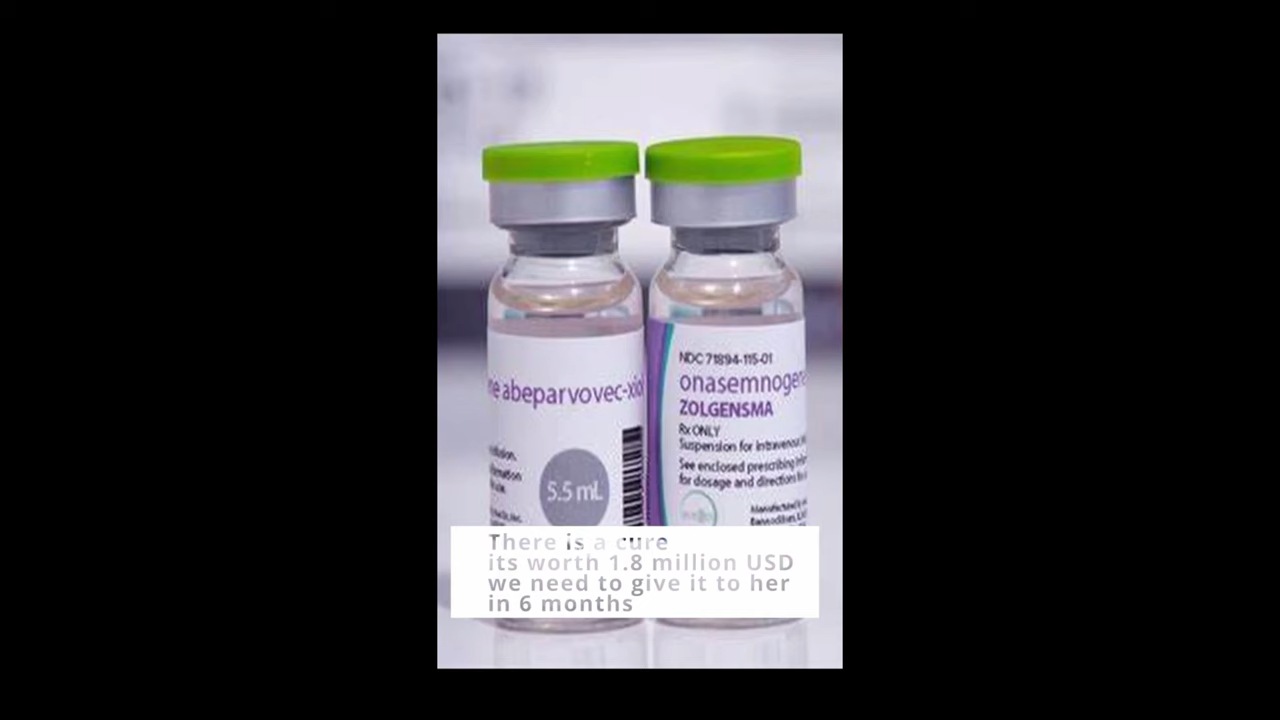 abeparvovec-xioi
5.5 mL
NDC 71894-115-01
onasemnogene
ZOLGENSMA
Rx ONLY
Suspension for intravenous
See enclosed prescribing
for dosage and directions
There is a cure
its worth 1.8 million USD
we need to give it to her
in 6 months